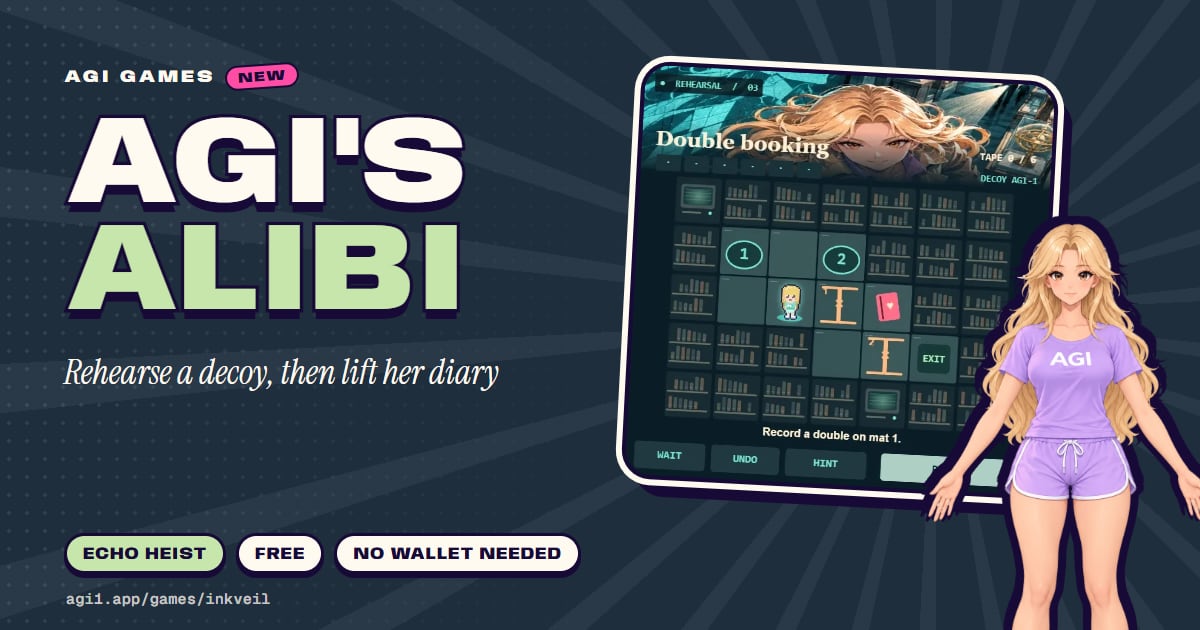 AGI GAMES NEW
AGI'S
ALIBI
Rehearse a decoy, then lift her diary
ECHO HEIST
FREE
NO WALLET NEEDED
agi1.app/games/inkveil
REHEARSAL / 03
Double booking
TAPE 0 / 6
DECOY AGI-1
1
2
EXIT
Record a double on mat 1.
WAIT
UNDO
HINT
AGI